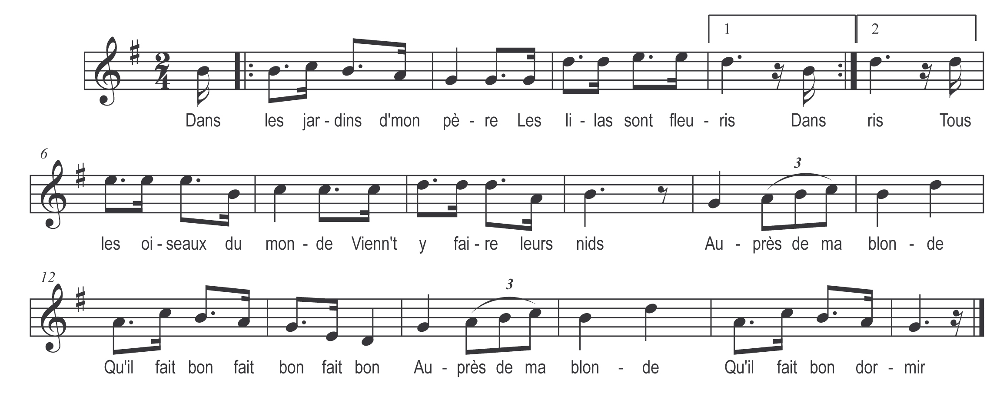 1 2
Dans les jar - dins d'mon pè - re Les li - las sont fleu - ris Dans ris Tous
6
3
les oi - seaux du mon - de Vienn't y fai - re leurs nids Au - près de ma blon - de
12
3
Qu'il fait bon fait bon fait bon Au - près de ma blon - de Qu'il fait bon dor - mir